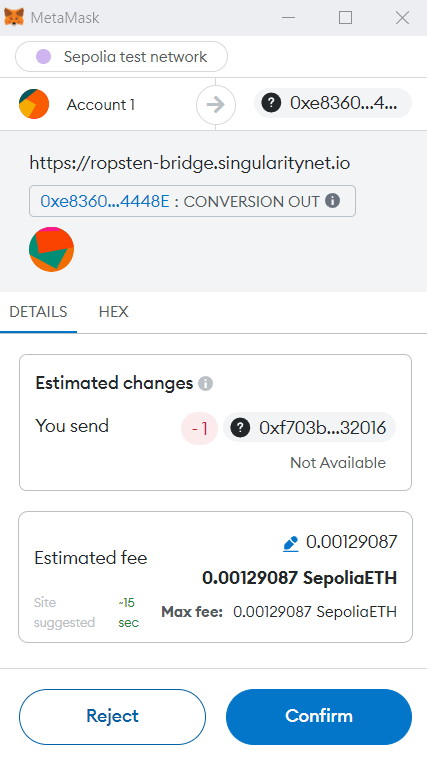 MetaMask
Sepolia test network
Account 1
? 0xe8360...4...
https://ropsten-bridge.singularitynet.io
0xe8360...4448E : CONVERSION OUT
DETAILS HEX
Estimated changes
You send - 1 ? 0xf703b...32016
Not Available
0.00129087
Estimated fee
0.00129087 SepoliaETH
Site suggested ~15 sec Max fee: 0.00129087 SepoliaETH
Reject Confirm